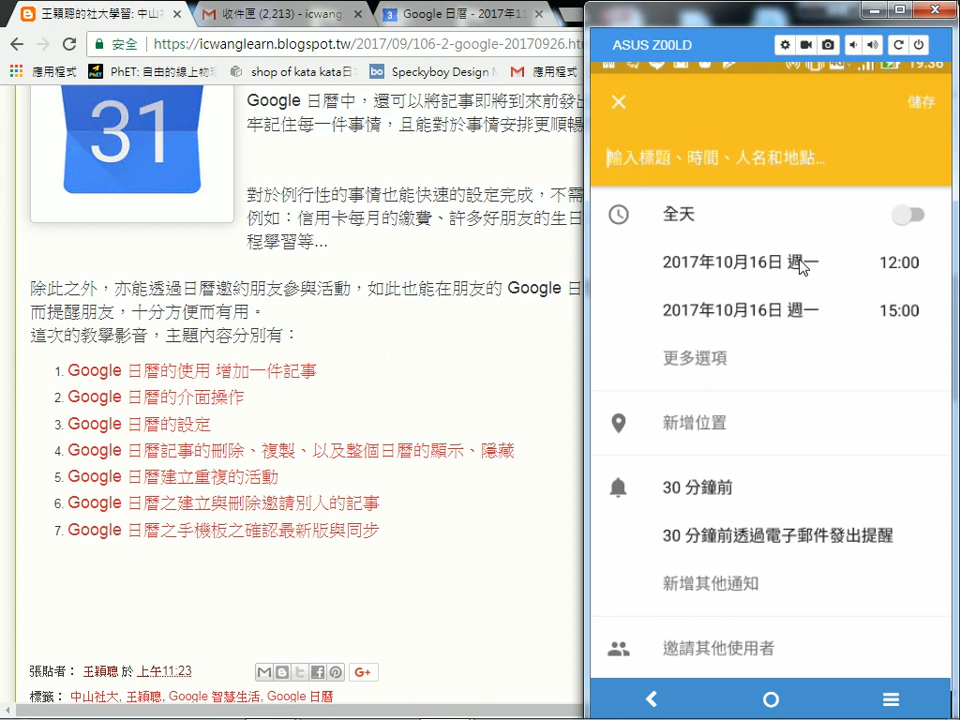 王穎聰的社大學習: 中山社
收件匣 (2,213) - icwang
Google 日曆 - 2017年1
安全 | https://icwanglearn.blogspot.tw/2017/09/106-2-google-20170926.htm
應用程式
PhET: 自由的線上物理
shop of kata kata日
Speckyboy Design
應用程式
31
Google 日曆中，還可以將記事即將到來前發出
牢記住每一件事情，且能對於事情安排更順暢
對於例行性的事情也能快速的設定完成，不需
例如：信用卡每月的繳費、許多好朋友的生日
程學習等...
除此之外，亦能透過日曆邀約朋友參與活動，如此也能在朋友的 Google 日
而提醒朋友，十分方便而有用。
這次的教學影音，主題內容分別有：
1. Google 日曆的使用 增加一件記事
2. Google 日曆的介面操作
3. Google 日曆的設定
4. Google 日曆記事的刪除、複製、以及整個日曆的顯示、隱藏
5. Google 日曆建立重複的活動
6. Google 日曆之建立與刪除邀請別人的記事
7. Google 日曆之手機板之確認最新版與同步
張貼者： 王穎聰 於 上午11:23
G+
標籤： 中山社大, 王穎聰, Google 智慧生活, Google 日曆
ASUS Z00LD
19:36
儲存
輸入標題、時間、人名和地點...
全天
2017年10月16日 週一 12:00
2017年10月16日 週一 15:00
更多選項
新增位置
30 分鐘前
30 分鐘前透過電子郵件發出提醒
新增其他通知
邀請其他使用者